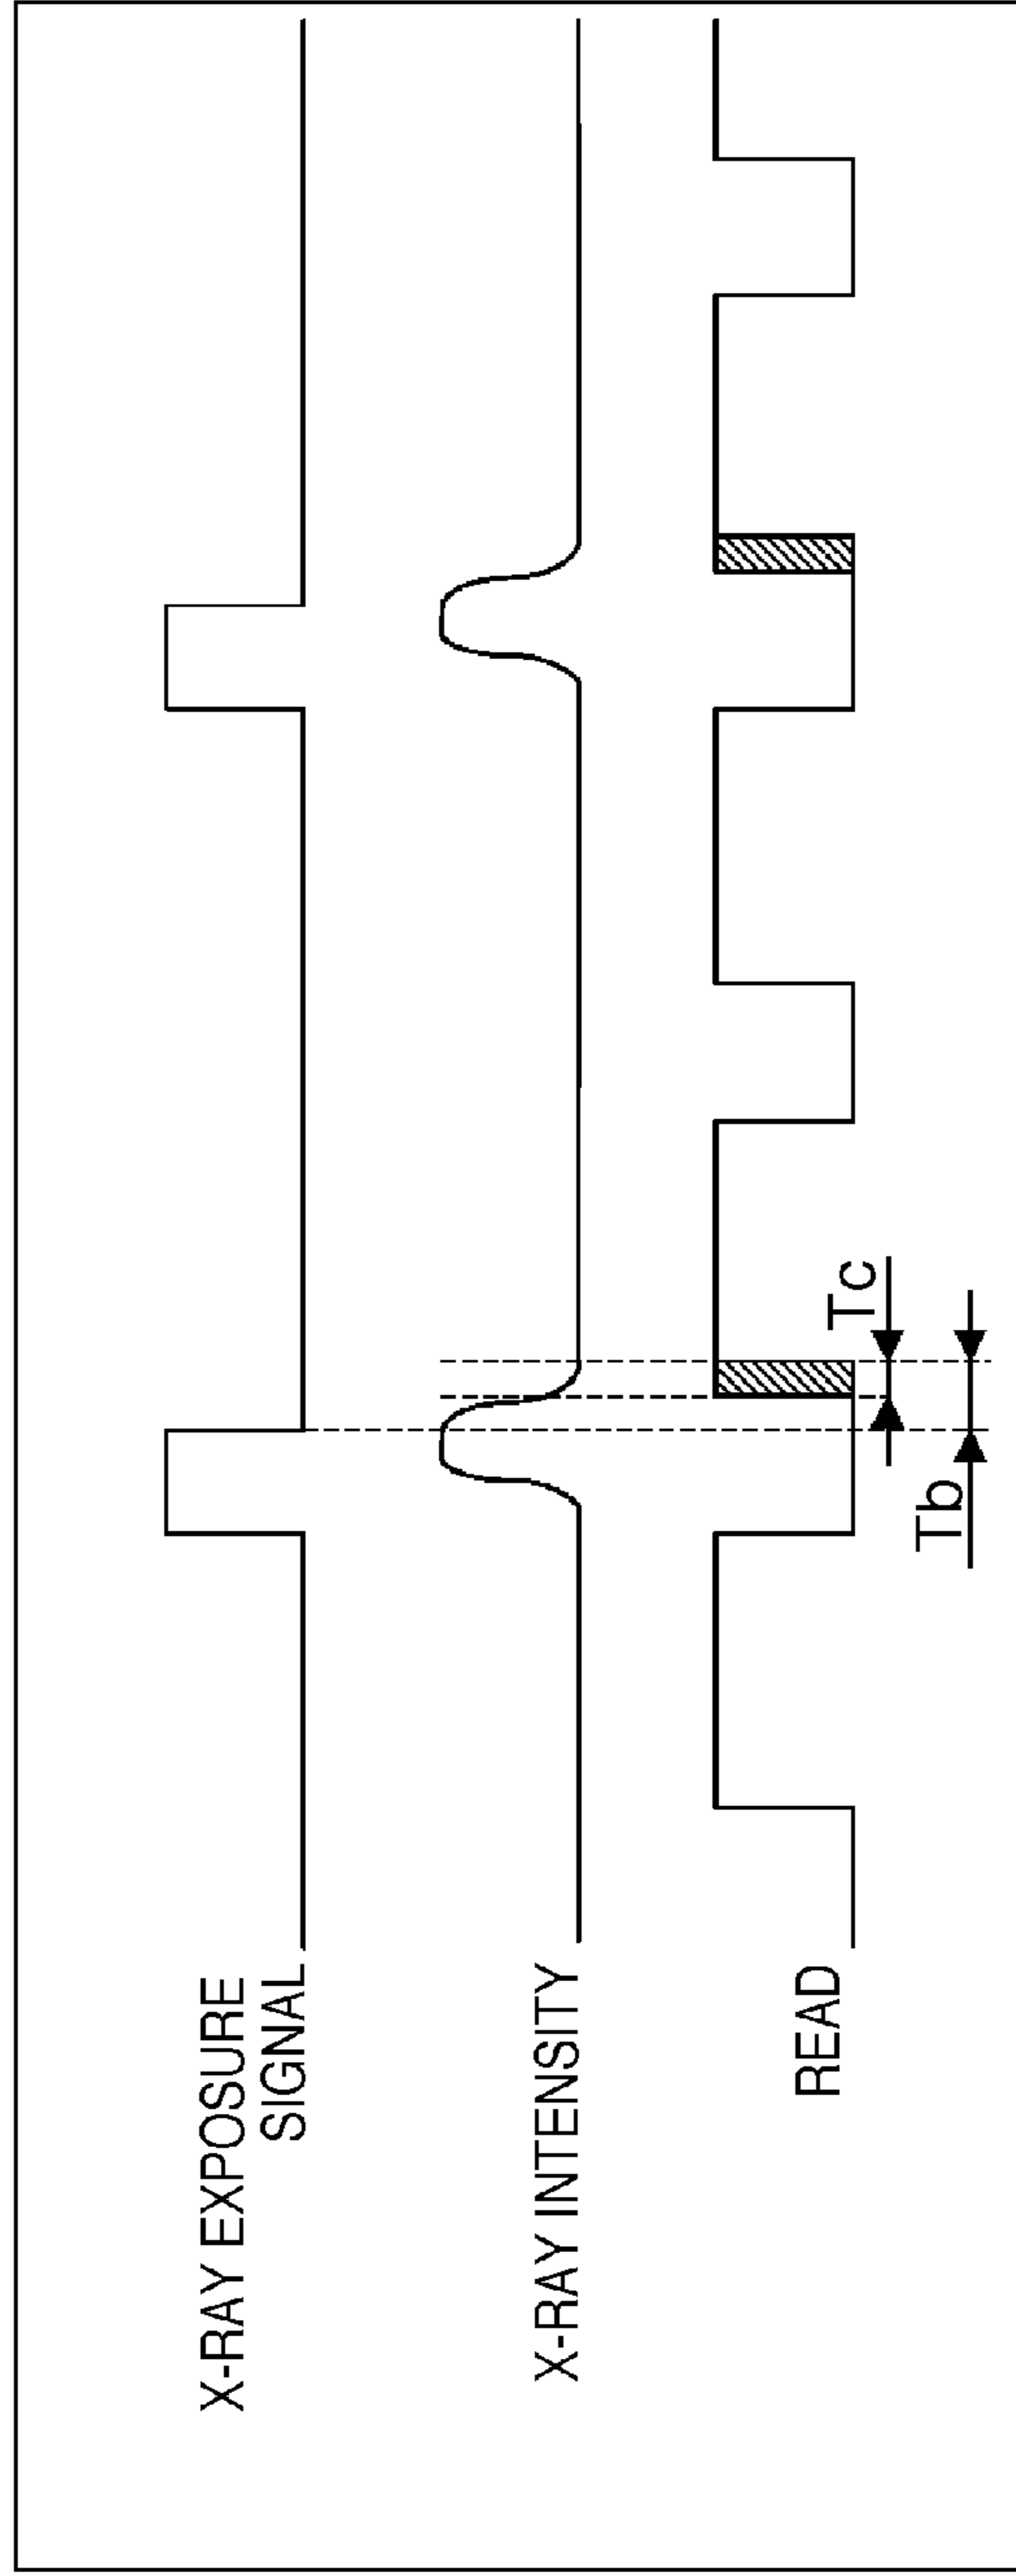 X-RAY EXPOSURE
SIGNAL
X-RAY INTENSITY
READ
Tc
Tb